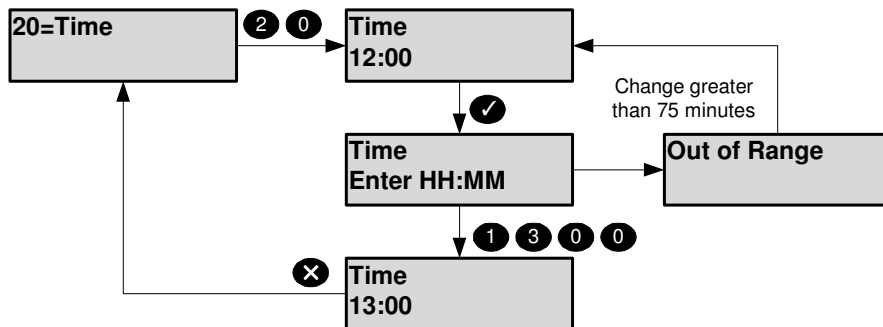 20=Time
2 0
Time
12:00
Change greater
than 75 minutes
Time
Enter HH:MM
Out of Range
1 3 0 0
Time
13:00